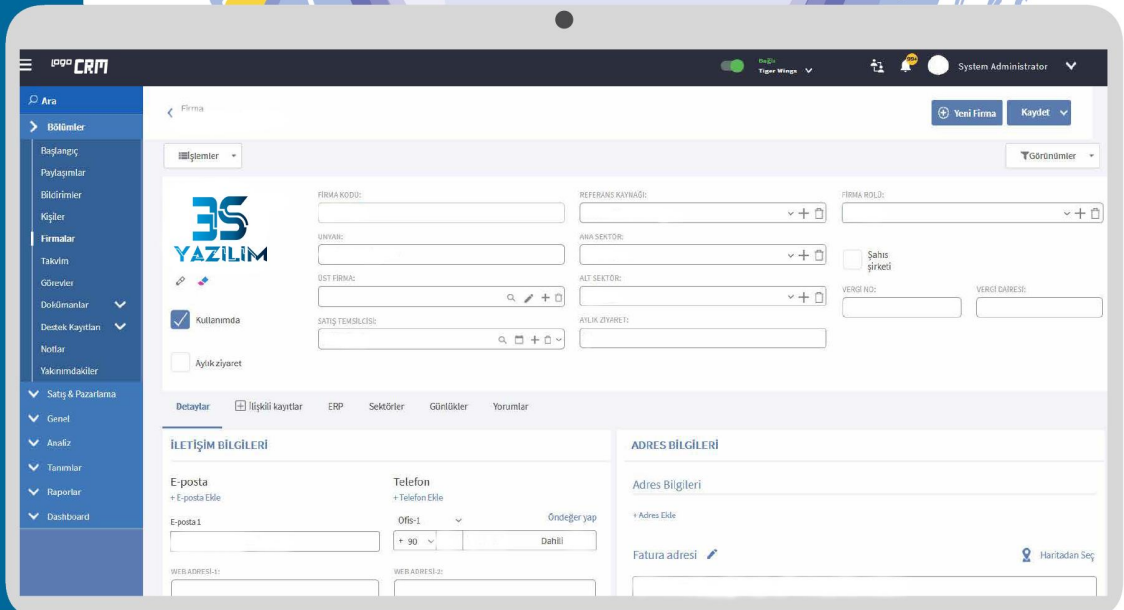 logo CRM
Bağlı
Tiger Wings
99+
System Administrator
Ara
Bölümler
Başlangıç
Paylaşımlar
Bildirimler
Kişiler
Firmalar
Takvim
Görevler
Dokümanlar
Destek Kayıtları
Notlar
Yakınımdakiler
Satış & Pazarlama
Genel
Analiz
Tanımlar
Raporlar
Dashboard
Firma
Yeni Firma
Kaydet
İşlemler
Görünümler
3S
YAZILIM
Kullanımda
Aylık ziyaret
FİRMA KODU:
UNVAN:
ÜST FİRMA:
SATIŞ TEMSİLCİSİ:
REFERANS KAYNAĞI:
ANA SEKTÖR:
ALT SEKTÖR:
AYLIK ZİYARET:
FİRMA ROLÜ:
Şahıs
şirketi
VERGİ NO:
VERGİ DAİRESİ:
Detaylar
İlişkili kayıtlar
ERP
Sektörler
Günlükler
Yorumlar
İLETİŞİM BİLGİLERİ
E-posta
+ E-posta Ekle
E-posta 1
Telefon
+ Telefon Ekle
Ofis-1
Öndeğer yap
+ 90
Dahili
WEB ADRESİ-1:
WEB ADRESİ-2:
ADRES BİLGİLERİ
Adres Bilgileri
+ Adres Ekle
Fatura adresi
Haritadan Seç